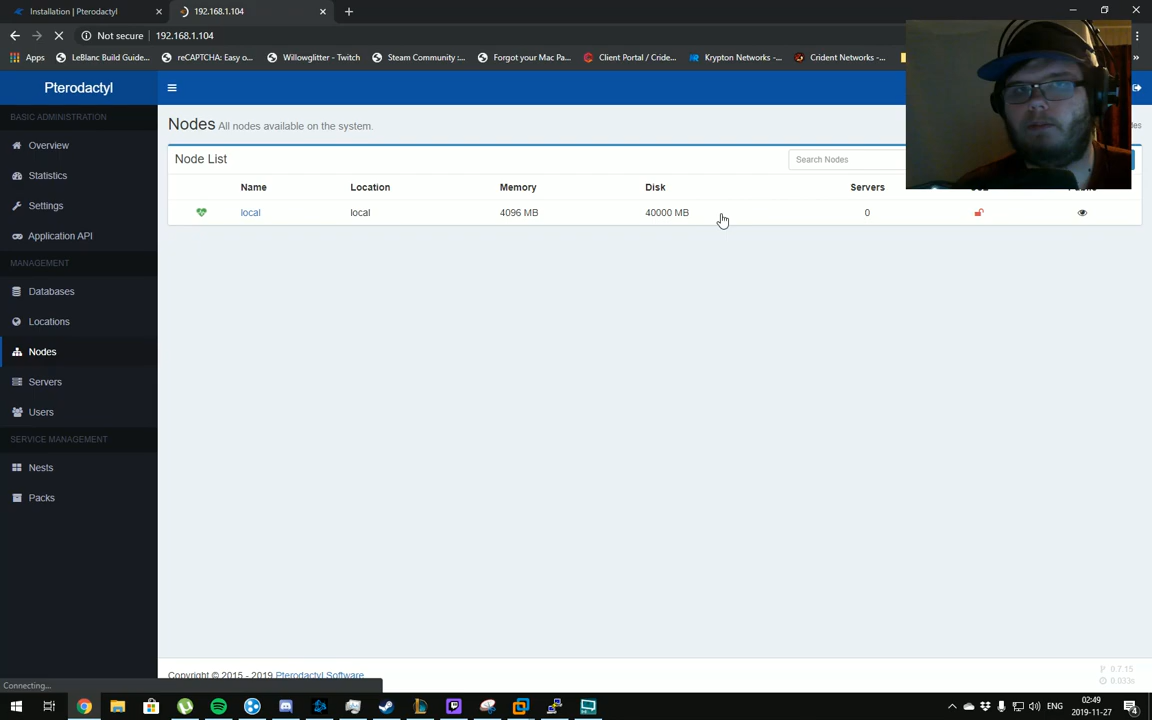 Installation | Pterodactyl
192.168.1.104
Not secure
192.168.1.104
Apps
LeBlanc Build Guide...
reCAPTCHA: Easy o...
Willowglitter - Twitch
Steam Community :...
Forgot your Mac Pa...
Client Portal / Cride...
Krypton Networks -...
Crident Networks -...
»
Pterodactyl
BASIC ADMINISTRATION
Overview
Statistics
Settings
Application API
MANAGEMENT
Databases
Locations
Nodes
Servers
Users
SERVICE MANAGEMENT
Nests
Packs
Nodes All nodes available on the system.
Node List
Search Nodes
Name Location Memory Disk Servers
local local 4096 MB 40000 MB 0
Copyright © 2015 - 2019 Pterodactyl Software.
0.7.15
0.033s
Connecting...
ENG
02:49
2019-11-27
4